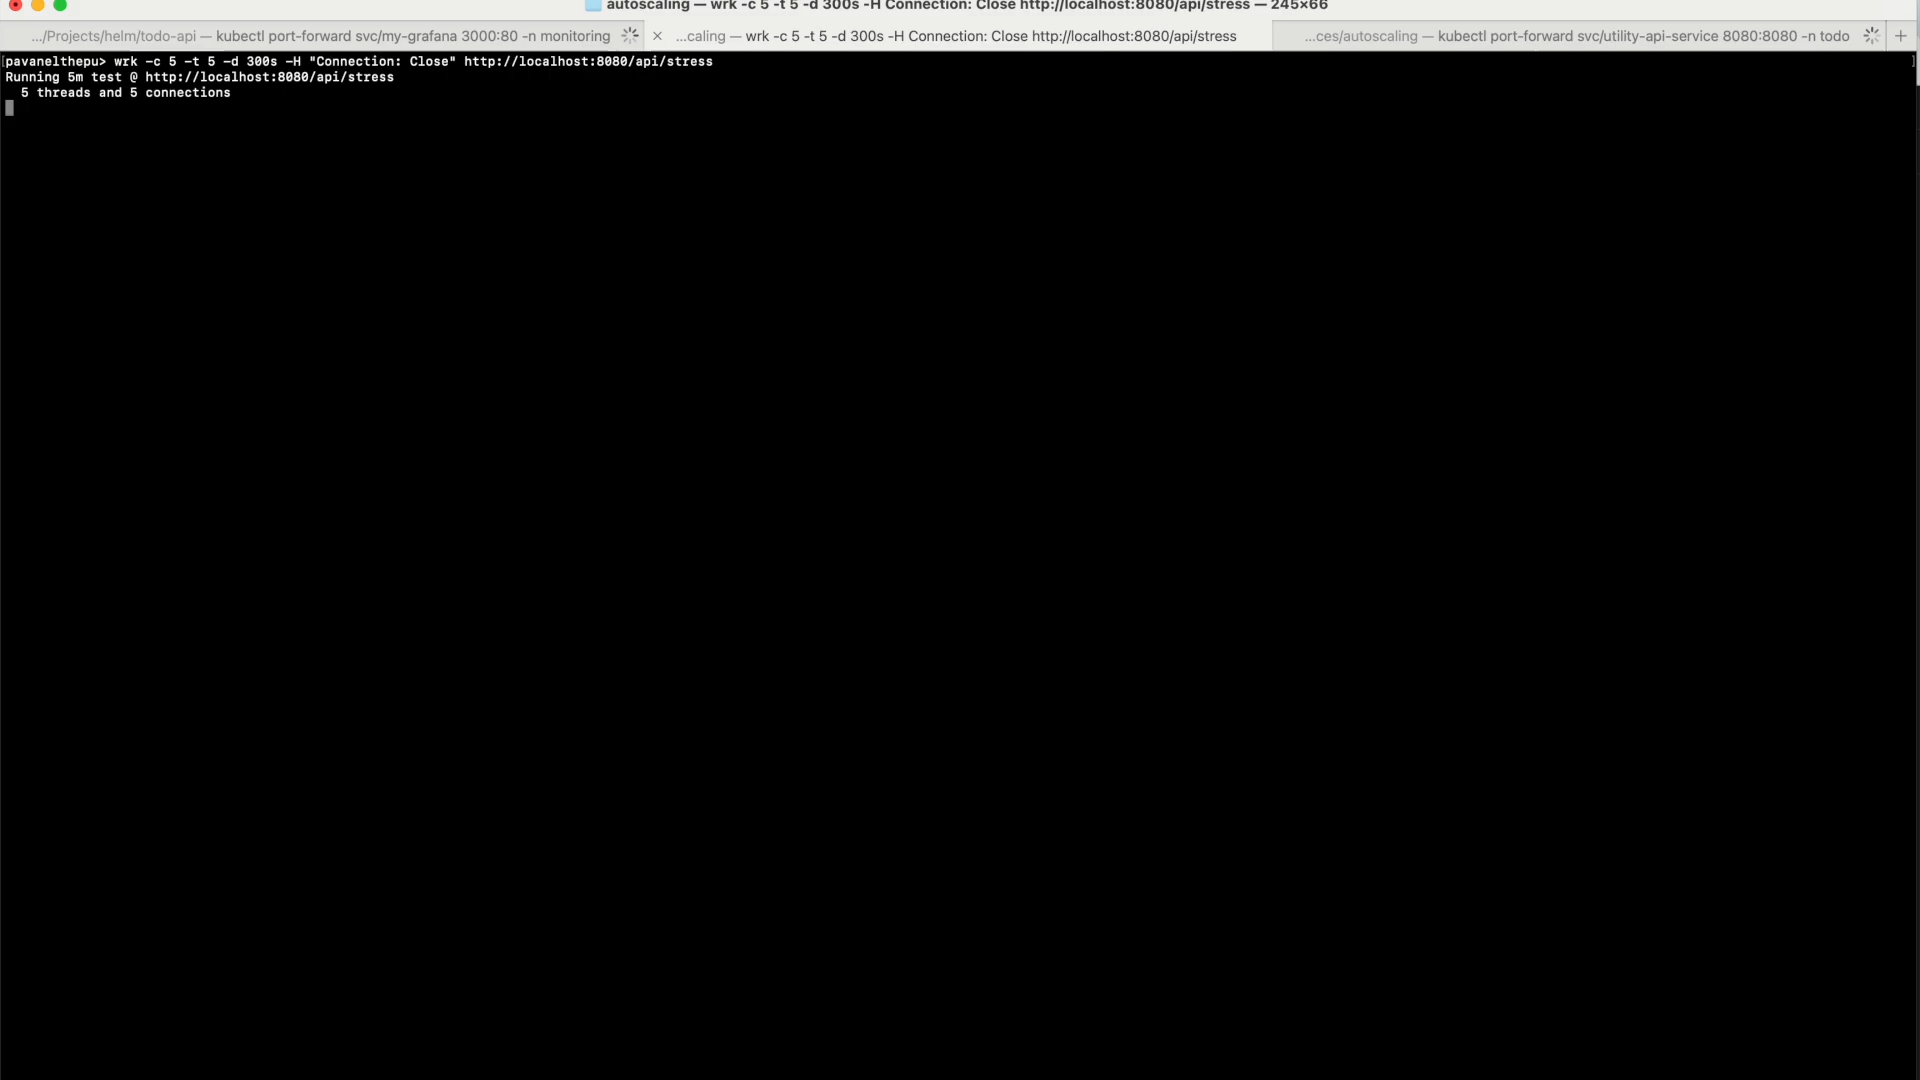 autoscaling — wrk -c 5 -t 5 -d 300s -H Connection: Close http://localhost:8080/api/stress — 245×66
.../Projects/helm/todo-api — kubectl port-forward svc/my-grafana 3000:80 -n monitoring
...caling — wrk -c 5 -t 5 -d 300s -H Connection: Close http://localhost:8080/api/stress
...ces/autoscaling — kubectl port-forward svc/utility-api-service 8080:8080 -n todo
[pavanelthepu> wrk -c 5 -t 5 -d 300s -H "Connection: Close" http://localhost:8080/api/stress ]
Running 5m test @ http://localhost:8080/api/stress
5 threads and 5 connections